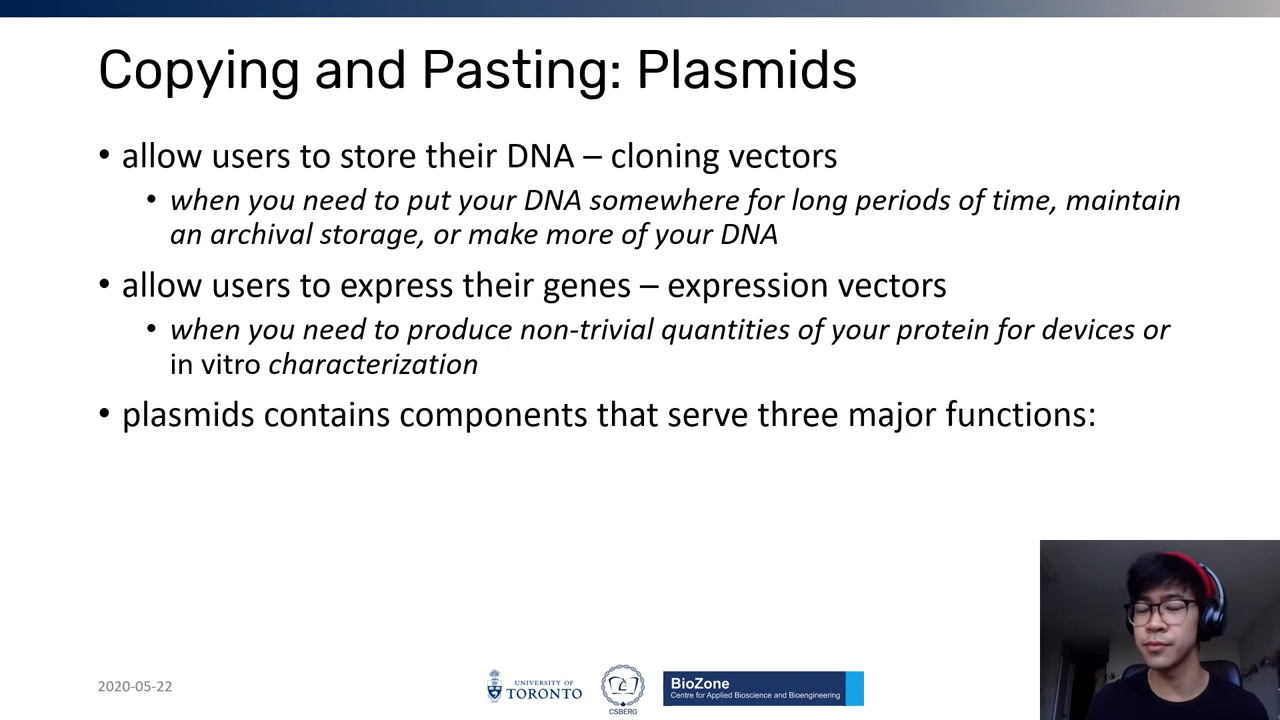 Copying and Pasting: Plasmids
• allow users to store their DNA – cloning vectors
• when you need to put your DNA somewhere for long periods of time, maintain
an archival storage, or make more of your DNA
• allow users to express their genes – expression vectors
• when you need to produce non-trivial quantities of your protein for devices or
in vitro characterization
• plasmids contains components that serve three major functions:
2020-05-22
UNIVERSITY OF
TORONTO
CSBERG
BioZone
Centre for Applied Bioscience and Bioengineering